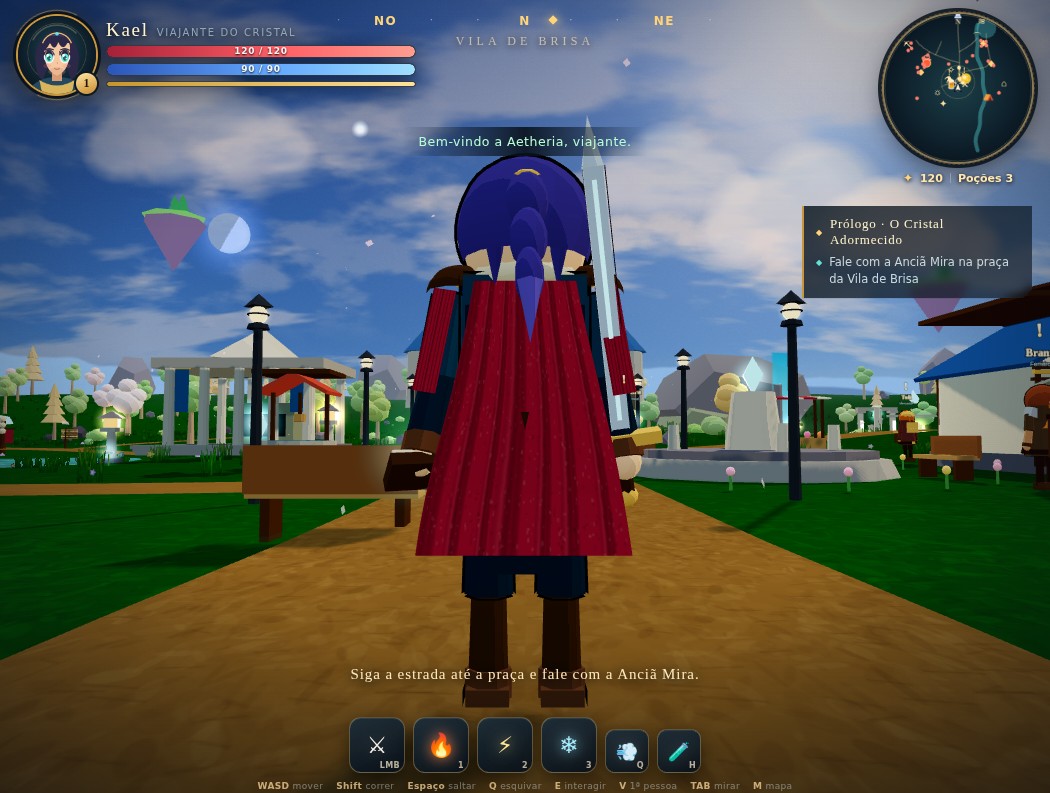 Kael VIAJANTE DO CRISTAL
120 / 120
90 / 90
1
NO N NE
VILA DE BRISA
Bem-vindo a Aetheria, viajante.
✦ 120 | Poções 3
Prólogo · O Cristal
Adormecido
Fale com a Anciã Mira na praça
da Vila de Brisa
!
Bran
Siga a estrada até a praça e fale com a Anciã Mira.
LMB 1 2 3 Q H
WASD mover Shift correr Espaço saltar Q esquivar E interagir V 1ª pessoa TAB mirar M mapa